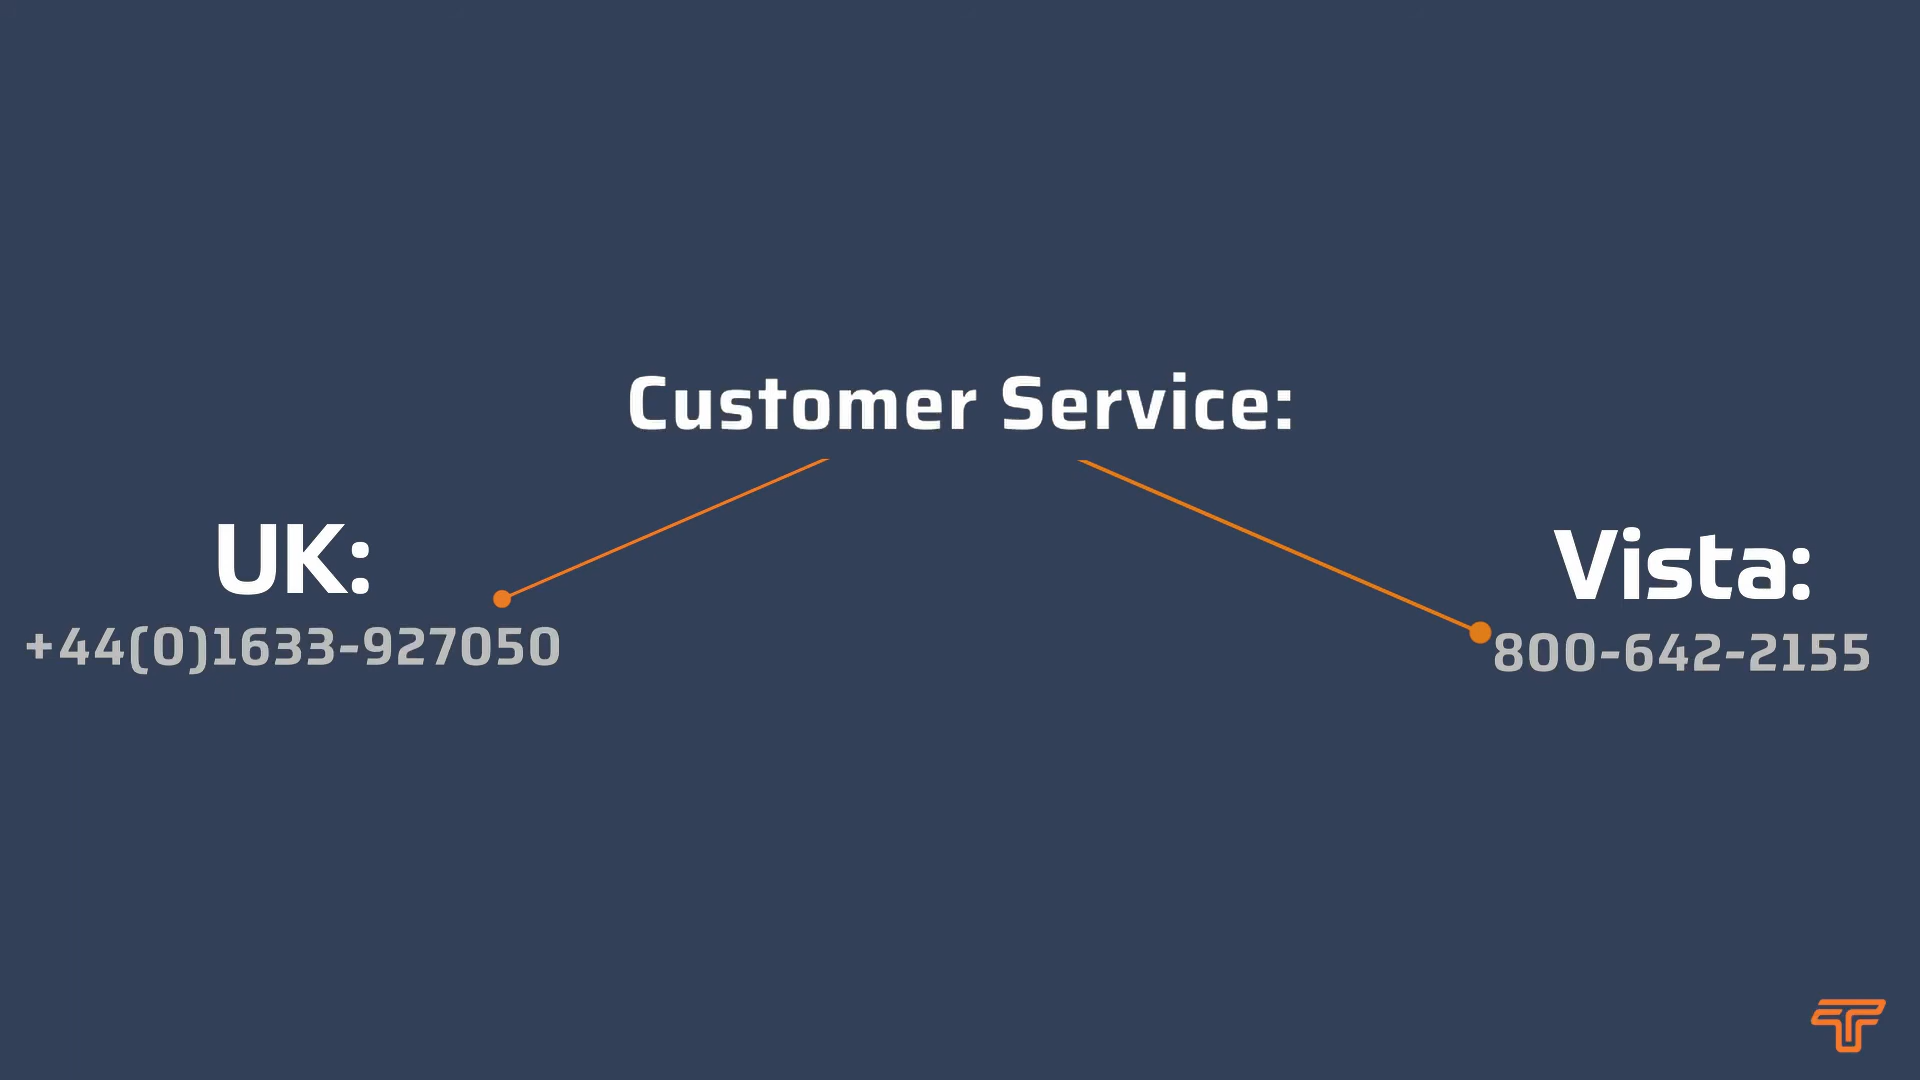 Customer Service:
UK:
+44(0)1633-927050
Vista:
800-642-2155